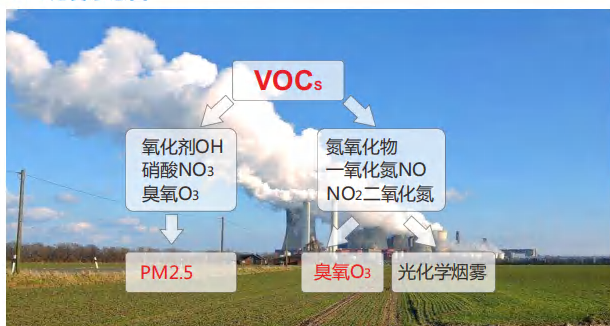 VOCs
氧化剂OH
硝酸NO3
臭氧O3
氮氧化物
一氧化氮NO
NO2二氧化氮
PM2.5
臭氧O3
光化学烟雾